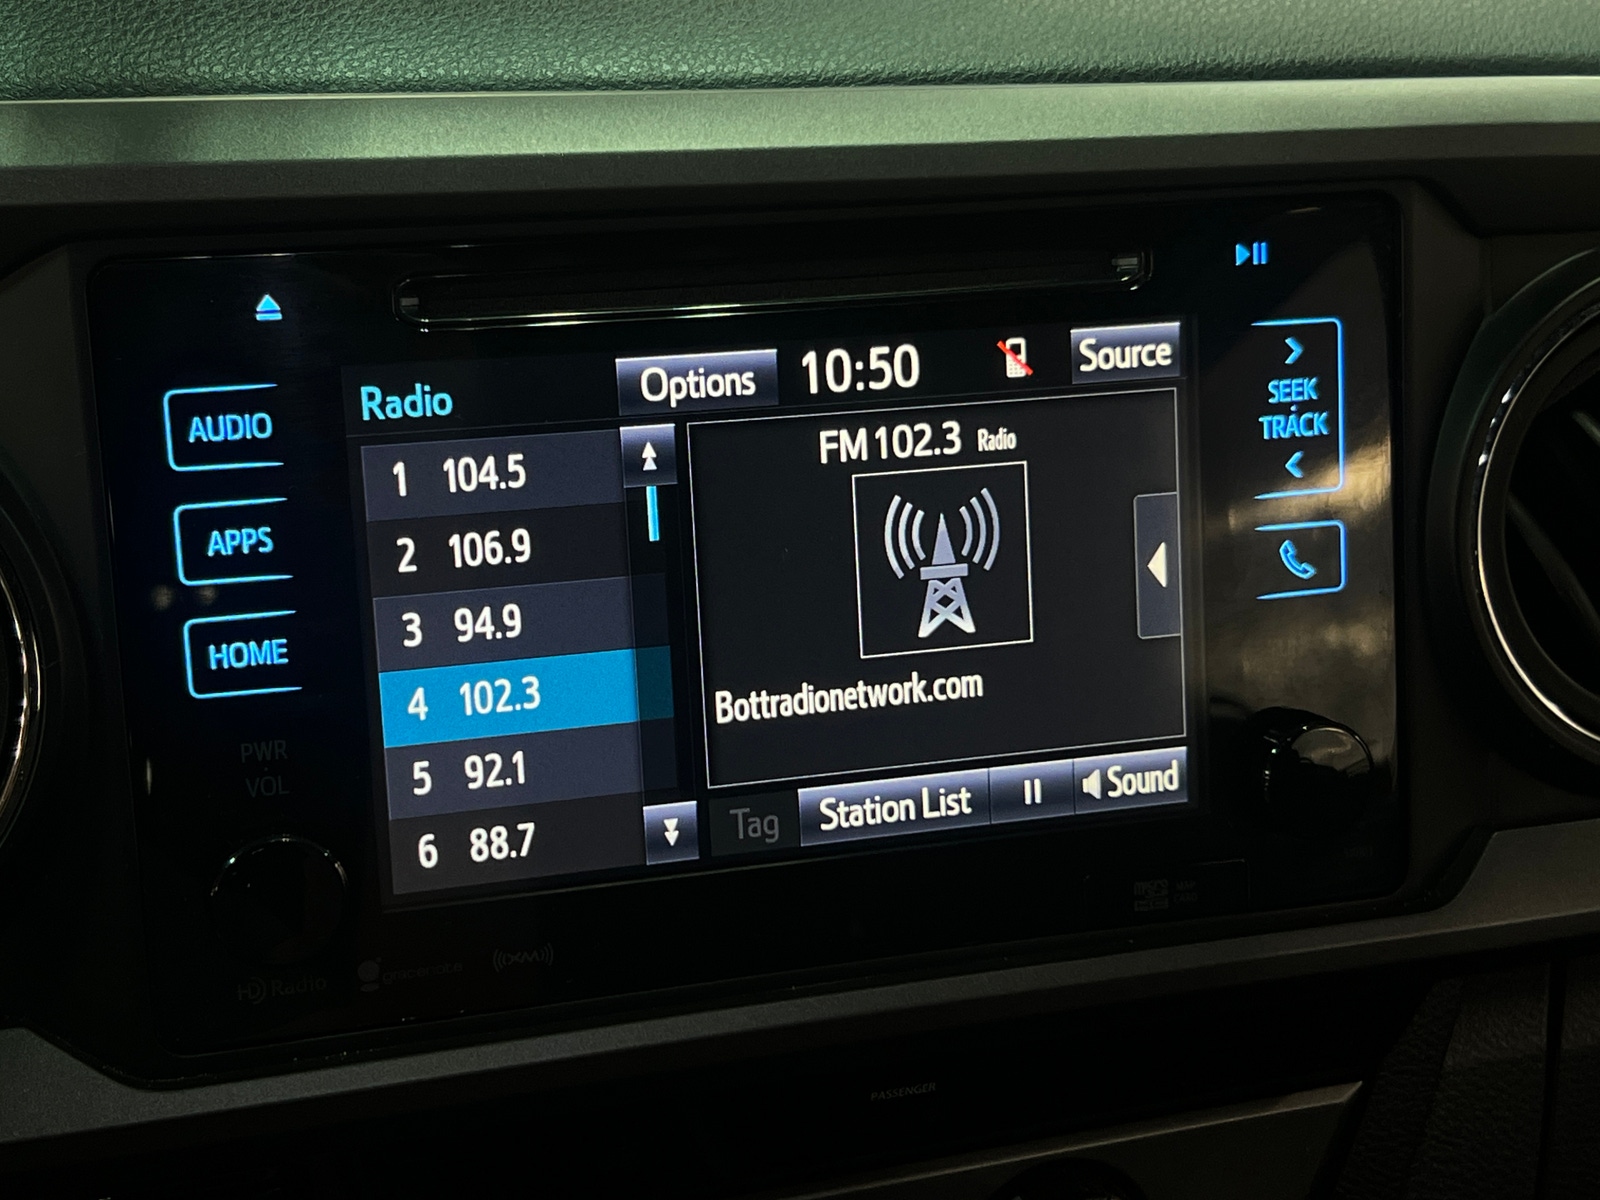 AUDIO
APPS
HOME
PWR
VOL
Radio
Options
10:50
Source
1 104.5
2 106.9
3 94.9
4 102.3
5 92.1
6 88.7
FM 102.3 Radio
Bottradionetwork.com
Tag
Station List
Sound
SEEK
TRACK
HD Radio
gracenote
((XM))
PASSENGER